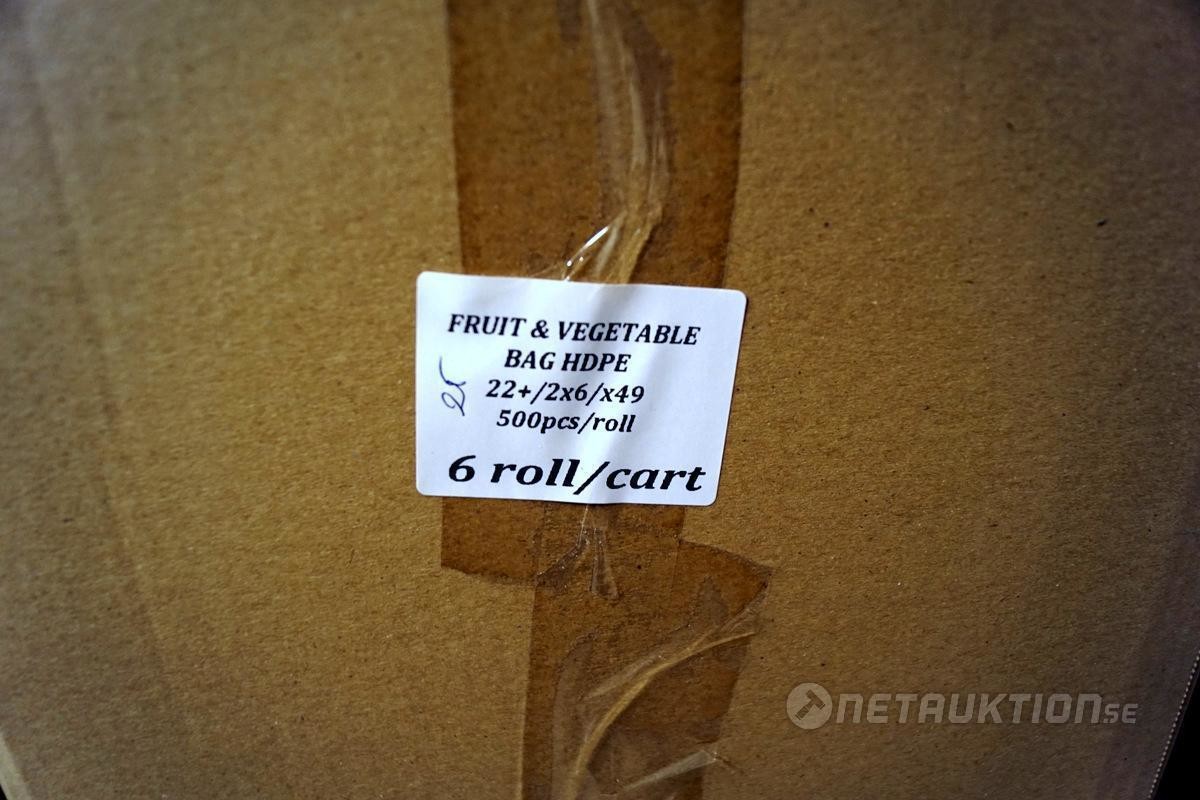 FRUIT & VEGETABLE
BAG HDPE
22+/2x6/x49
500pcs/roll
6 roll/cart
NETAUKTION.SE